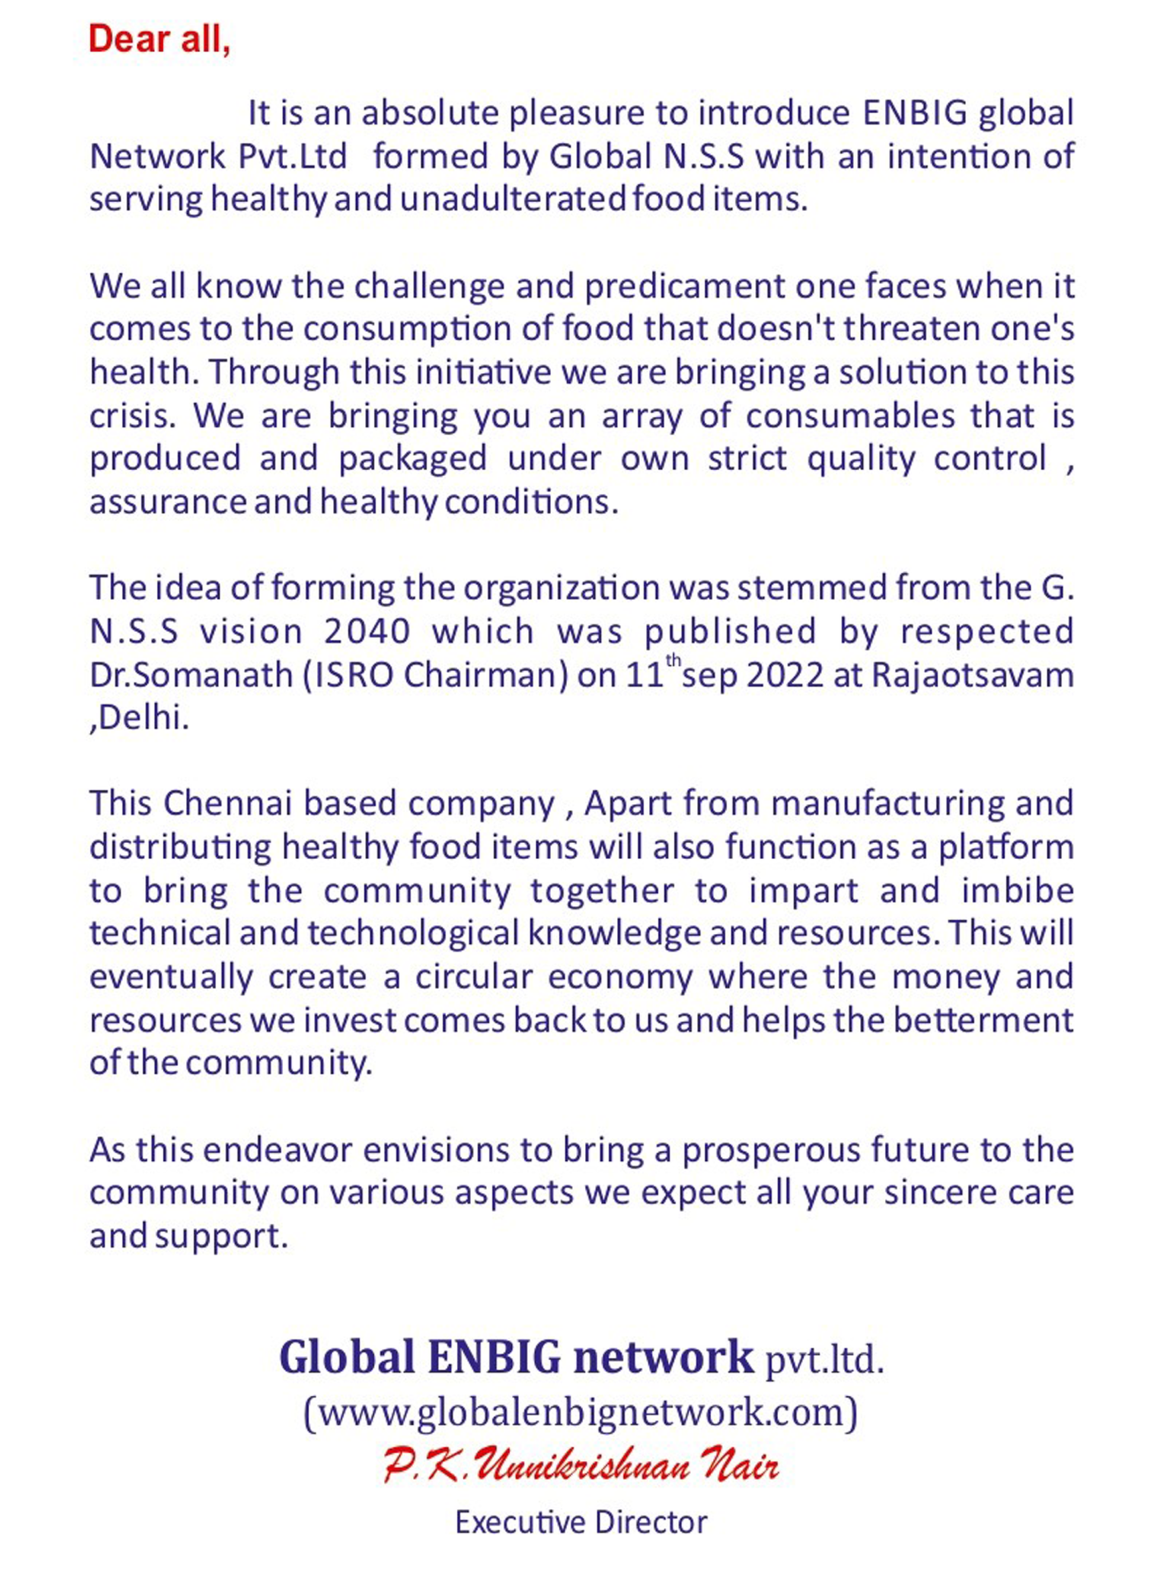 Dear all,
It is an absolute pleasure to introduce ENBIG global
Network Pvt.Ltd formed by Global N.S.S with an intention of
serving healthy and unadulterated food items.
We all know the challenge and predicament one faces when it
comes to the consumption of food that doesn't threaten one's
health. Through this initiative we are bringing a solution to this
crisis. We are bringing you an array of consumables that is
produced and packaged under own strict quality control ,
assurance and healthy conditions.
The idea of forming the organization was stemmed from the G.
N.S.S vision 2040 which was published by respected
Dr.Somanath (ISRO Chairman) on 11th sep 2022 at Rajaotsavam
,Delhi.
This Chennai based company , Apart from manufacturing and
distributing healthy food items will also function as a platform
to bring the community together to impart and imbibe
technical and technological knowledge and resources. This will
eventually create a circular economy where the money and
resources we invest comes back to us and helps the betterment
of the community.
As this endeavor envisions to bring a prosperous future to the
community on various aspects we expect all your sincere care
and support.
Global ENBIG network pvt.ltd.
(www.globalenbignetwork.com)
P.K.Unnikrishnan Nair
Executive Director